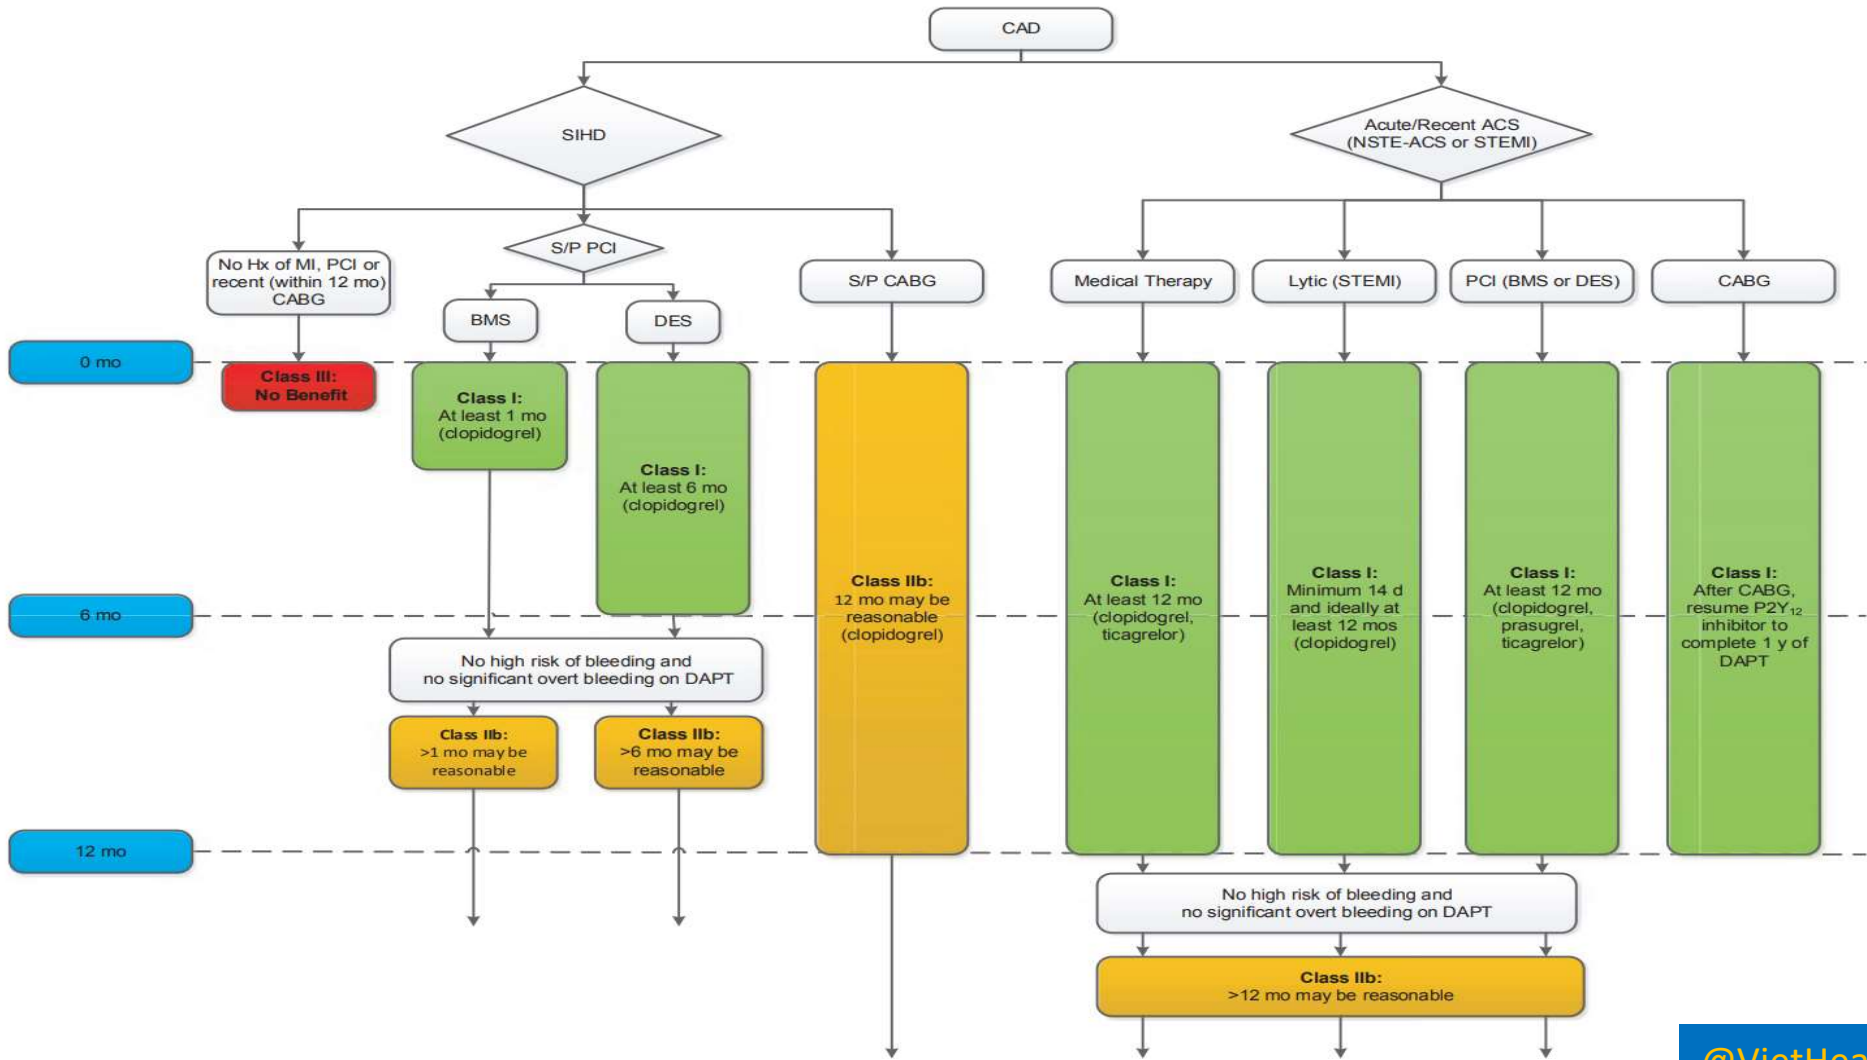 CAD
SIHD
Acute/Recent ACS
(NSTE-ACS or STEMI)
No Hx of MI, PCI or
recent (within 12 mo)
CABG
S/P PCI
BMS
DES
S/P CABG
Medical Therapy
Lytic (STEMI)
PCI (BMS or DES)
CABG
0 mo
Class III:
No Benefit
Class I:
At least 1 mo
(clopidogrel)
Class I:
At least 6 mo
(clopidogrel)
Class IIb:
12 mo may be
reasonable
(clopidogrel)
Class I:
At least 12 mo
(clopidogrel,
ticagrelor)
Class I:
Minimum 14 d
and ideally at
least 12 mos
(clopidogrel)
Class I:
At least 12 mo
(clopidogrel,
prasugrel,
ticagrelor)
Class I:
After CABG,
resume P2Y₁₂
inhibitor to
complete 1 y of
DAPT
6 mo
No high risk of bleeding and
no significant overt bleeding on DAPT
Class IIb:
>1 mo may be
reasonable
Class IIb:
>6 mo may be
reasonable
12 mo
No high risk of bleeding and
no significant overt bleeding on DAPT
Class IIb:
>12 mo may be reasonable